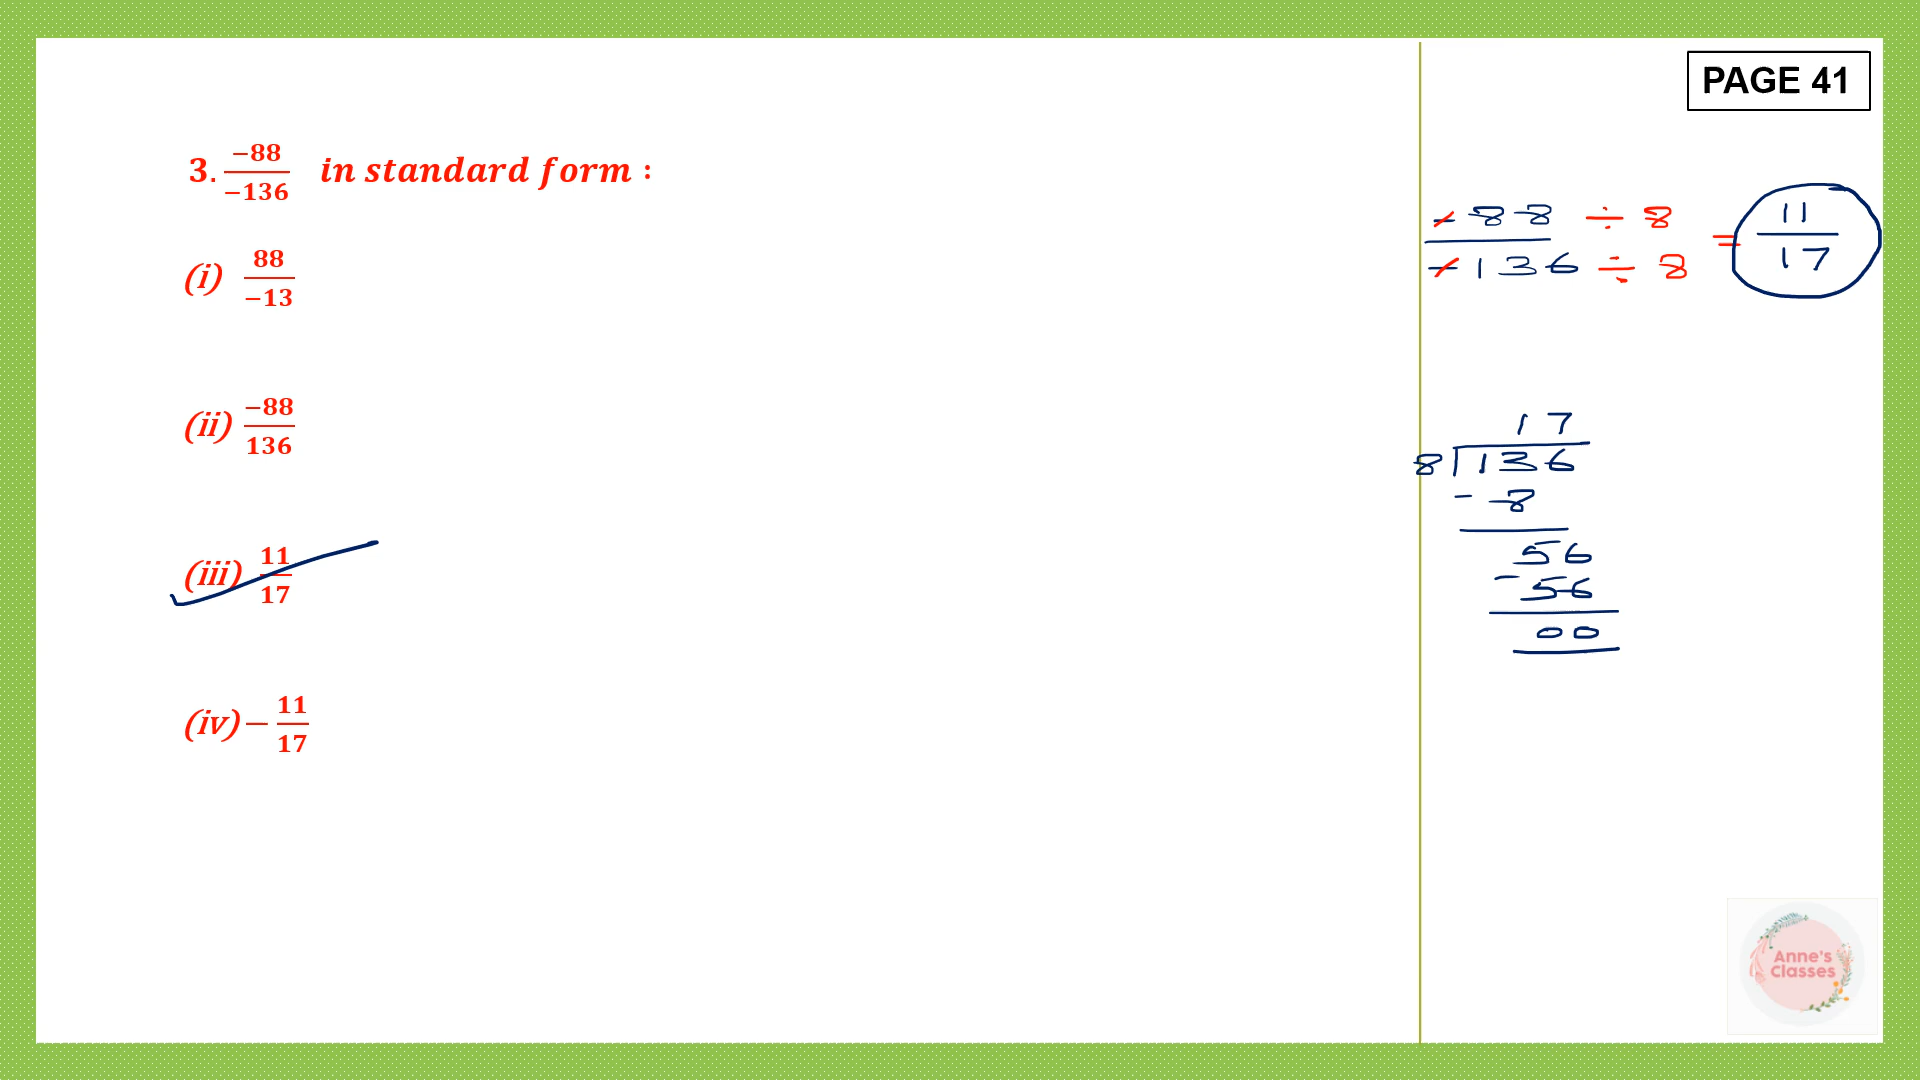 PAGE 41
3. −88/−136 in standard form :
(i) 88/−13
(ii) −88/136
(iii) 11/17
(iv) − 11/17
−88 ÷ 8 / −136 ÷ 8 = 11/17
17
8 136
− 8
56
− 56
00
Anne's
Classes